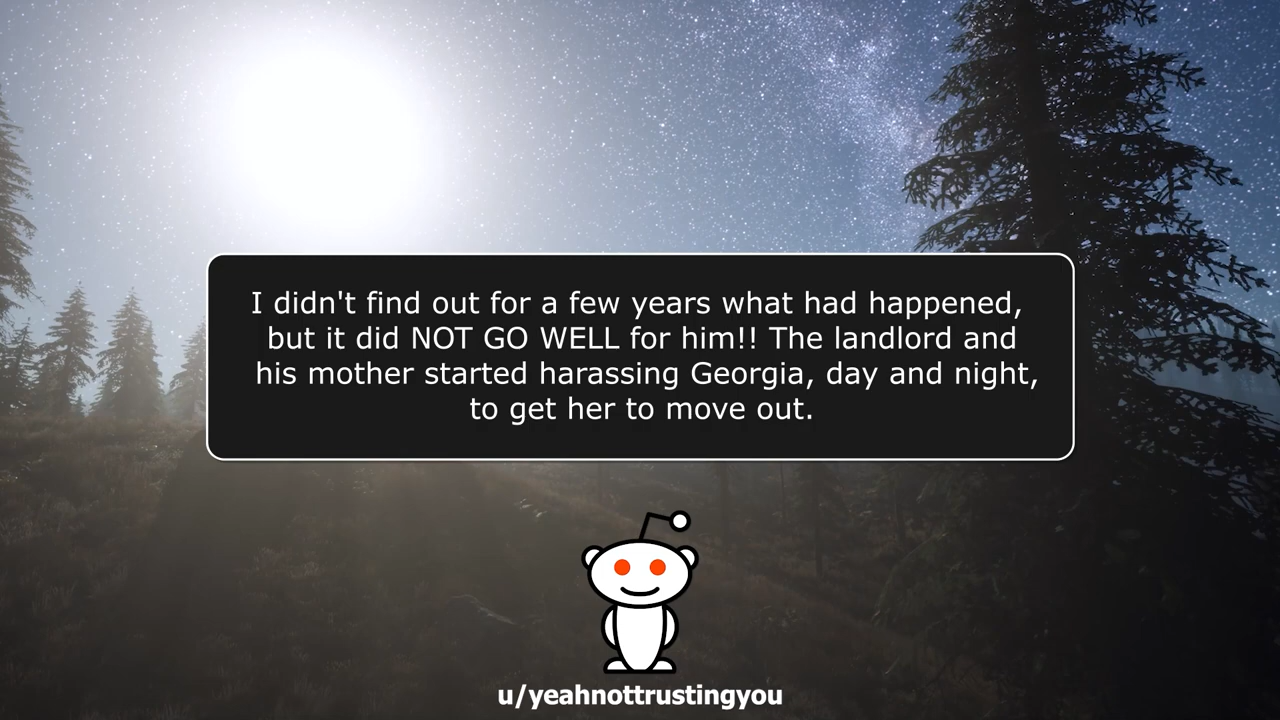 I didn't find out for a few years what had happened,
but it did NOT GO WELL for him!! The landlord and
his mother started harassing Georgia, day and night,
to get her to move out.
u/yeahnottrustingyou